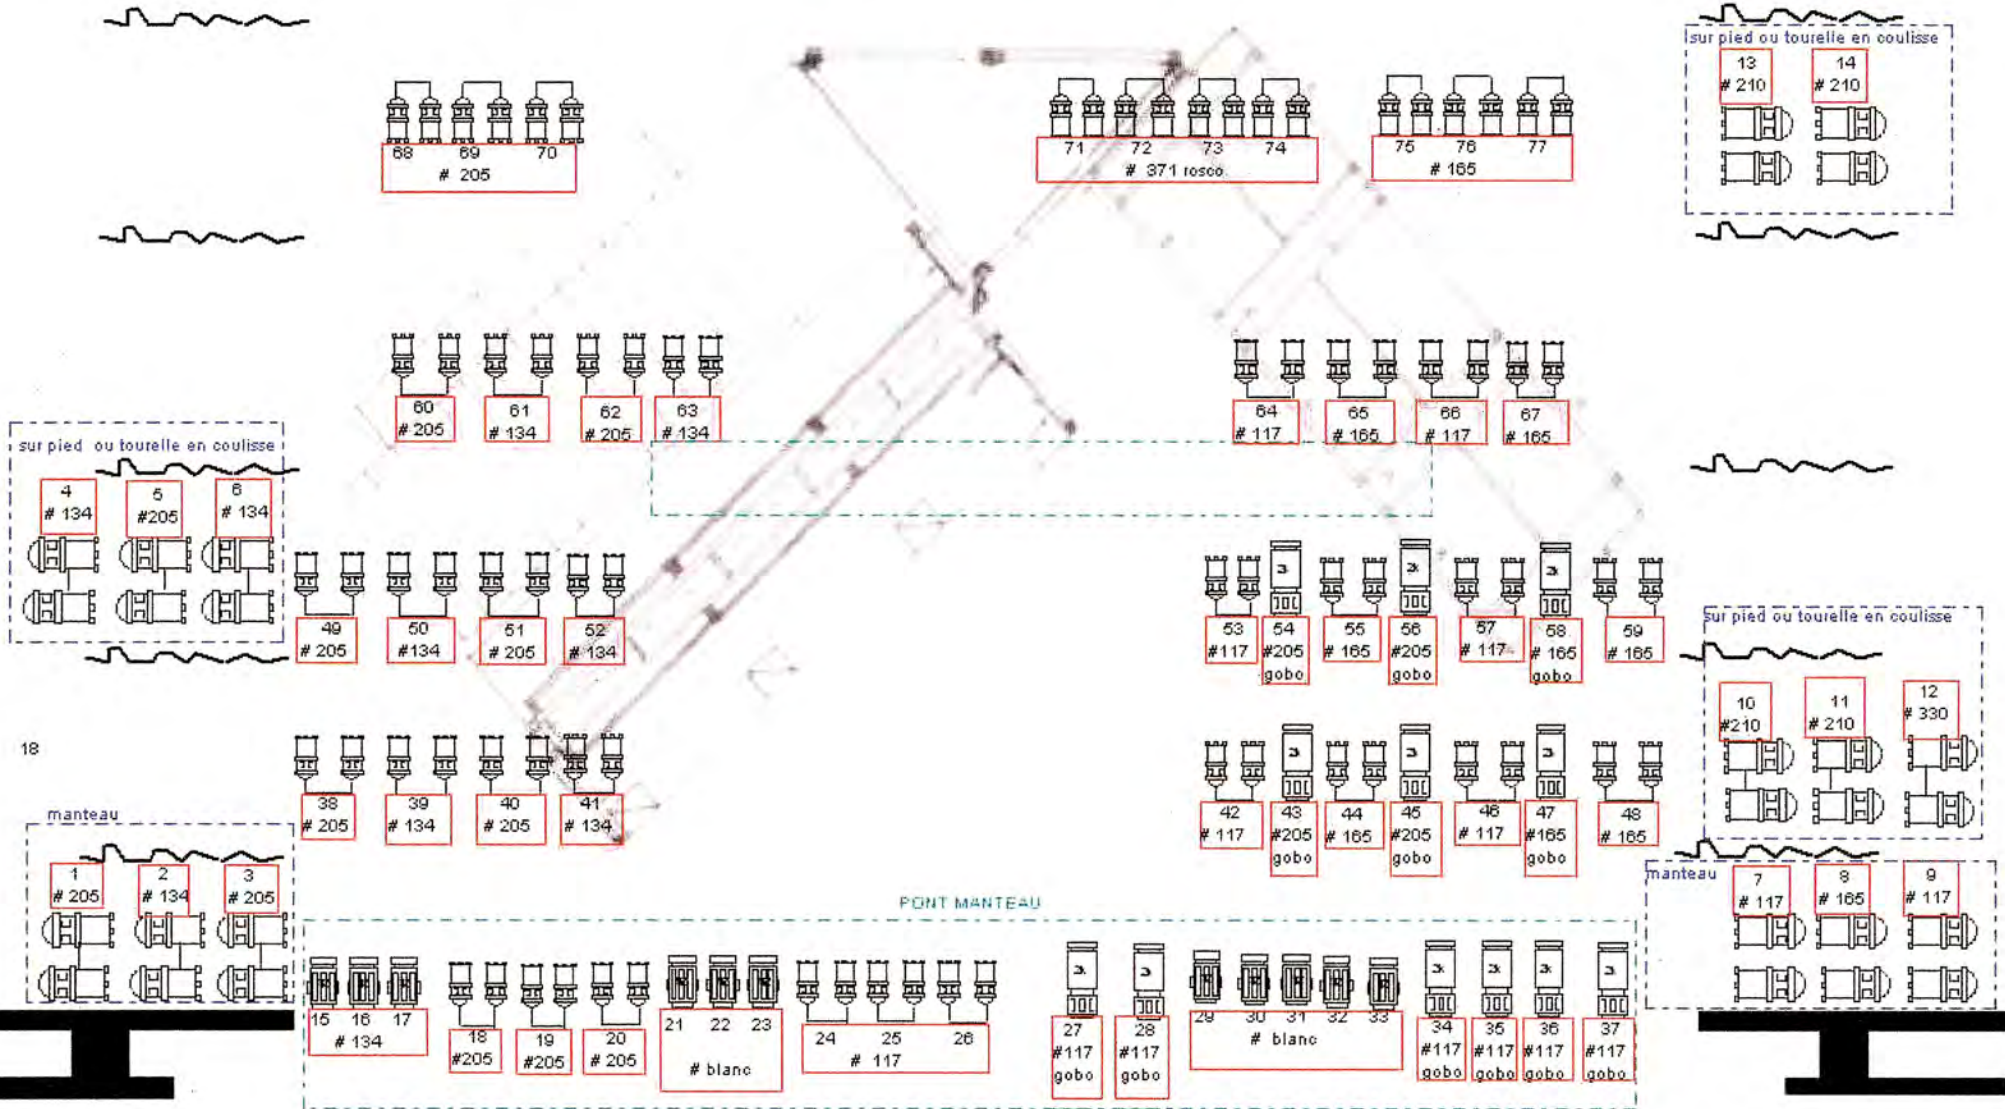 sur pied ou tourelle en coulisse
13 14
# 210 # 210
68 69 70
# 205
71 72 73 74
# 371 rosco
75 76 77
# 165
60 61 62 63
# 205 # 134 # 205 # 134
64 65 66 67
# 117 # 165 # 117 # 165
sur pied ou tourelle en coulisse
4 5 6
# 134 #205 # 134
49 50 51 52
# 205 #134 # 205 # 134
53 54 55 56 57 58 59
#117 #205 # 165 #205 # 117 # 165 # 165
gobo gobo gobo
sur pied ou tourelle en coulisse
10 11 12
#210 # 210 # 330
18
38 39 40 41
# 205 # 134 # 205 # 134
42 43 44 45 46 47 48
# 117 #205 # 165 #205 # 117 #165 # 165
gobo gobo gobo
manteau
1 2 3
# 205 # 134 # 205
manteau
7 8 9
# 117 # 165 # 117
PONT MANTEAU
15 16 17
# 134
18 19 20
#205 #205 # 205
21 22 23
# blanc
24 25 26
# 117
27 28
#117 #117
gobo gobo
29 30 31 32 33
# blanc
34 35 36 37
#117 #117 #117 #117
gobo gobo gobo gobo